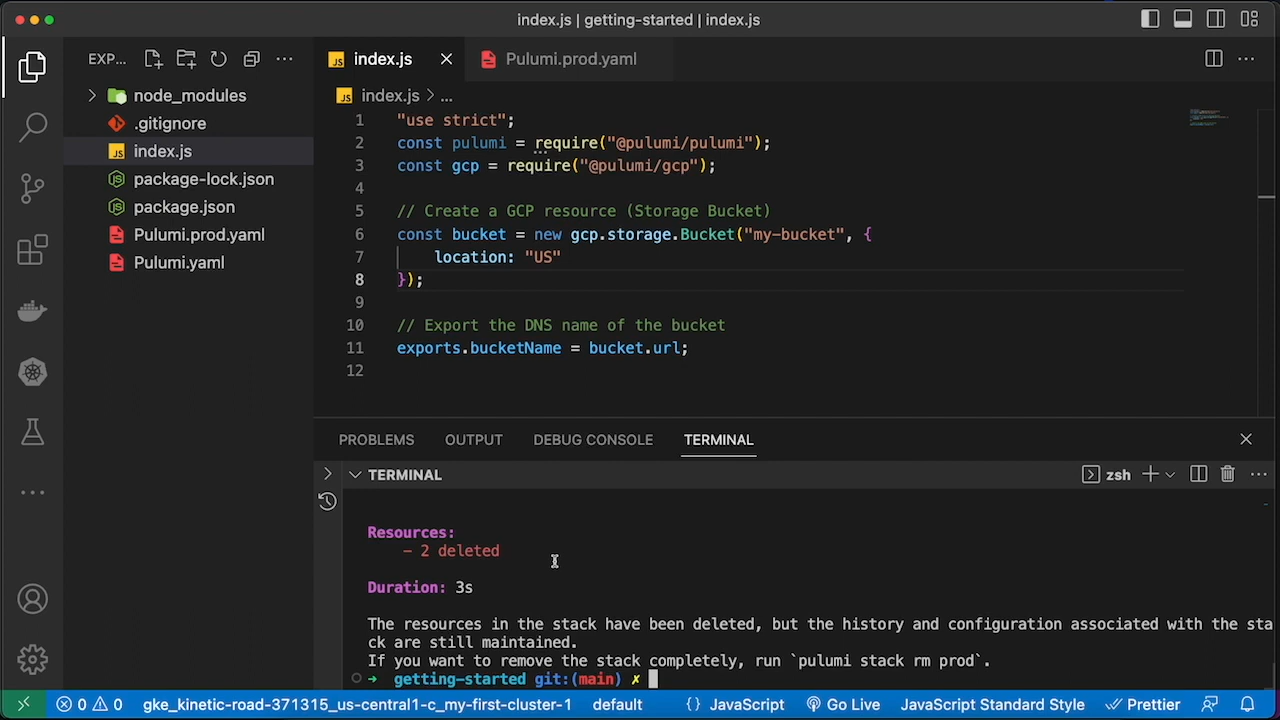 index.js | getting-started | index.js
EXP...
index.js
Pulumi.prod.yaml
node_modules
.gitignore
index.js
package-lock.json
package.json
Pulumi.prod.yaml
Pulumi.yaml
JS index.js > ...
1 "use strict";
2 const pulumi = require("@pulumi/pulumi");
3 const gcp = require("@pulumi/gcp");
4
5 // Create a GCP resource (Storage Bucket)
6 const bucket = new gcp.storage.Bucket("my-bucket", {
7 location: "US"
8 });
9
10 // Export the DNS name of the bucket
11 exports.bucketName = bucket.url;
12
PROBLEMS OUTPUT DEBUG CONSOLE TERMINAL
TERMINAL
zsh
Resources:
- 2 deleted
Duration: 3s
The resources in the stack have been deleted, but the history and configuration associated with the sta
ck are still maintained.
If you want to remove the stack completely, run `pulumi stack rm prod`.
→ getting-started git:(main) ✗
0 0 gke_kinetic-road-371315_us-central1-c_my-first-cluster-1 default {} JavaScript Go Live JavaScript Standard Style Prettier